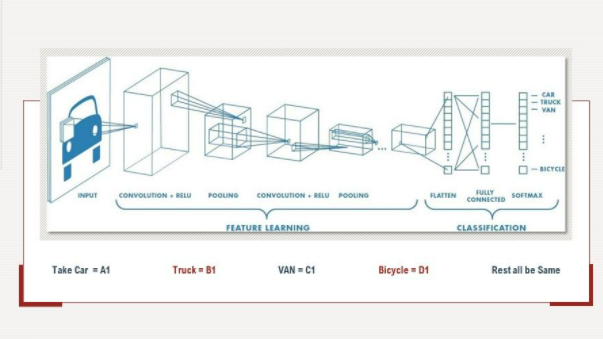 CAR
TRUCK
VAN
BICYCLE
INPUT
CONVOLUTION + RELU
POOLING
CONVOLUTION + RELU
POOLING
FLATTEN
FULLY
CONNECTED
SOFTMAX
FEATURE LEARNING
CLASSIFICATION
Take Car = A1
Truck = B1
VAN = C1
Bicycle = D1
Rest all be Same